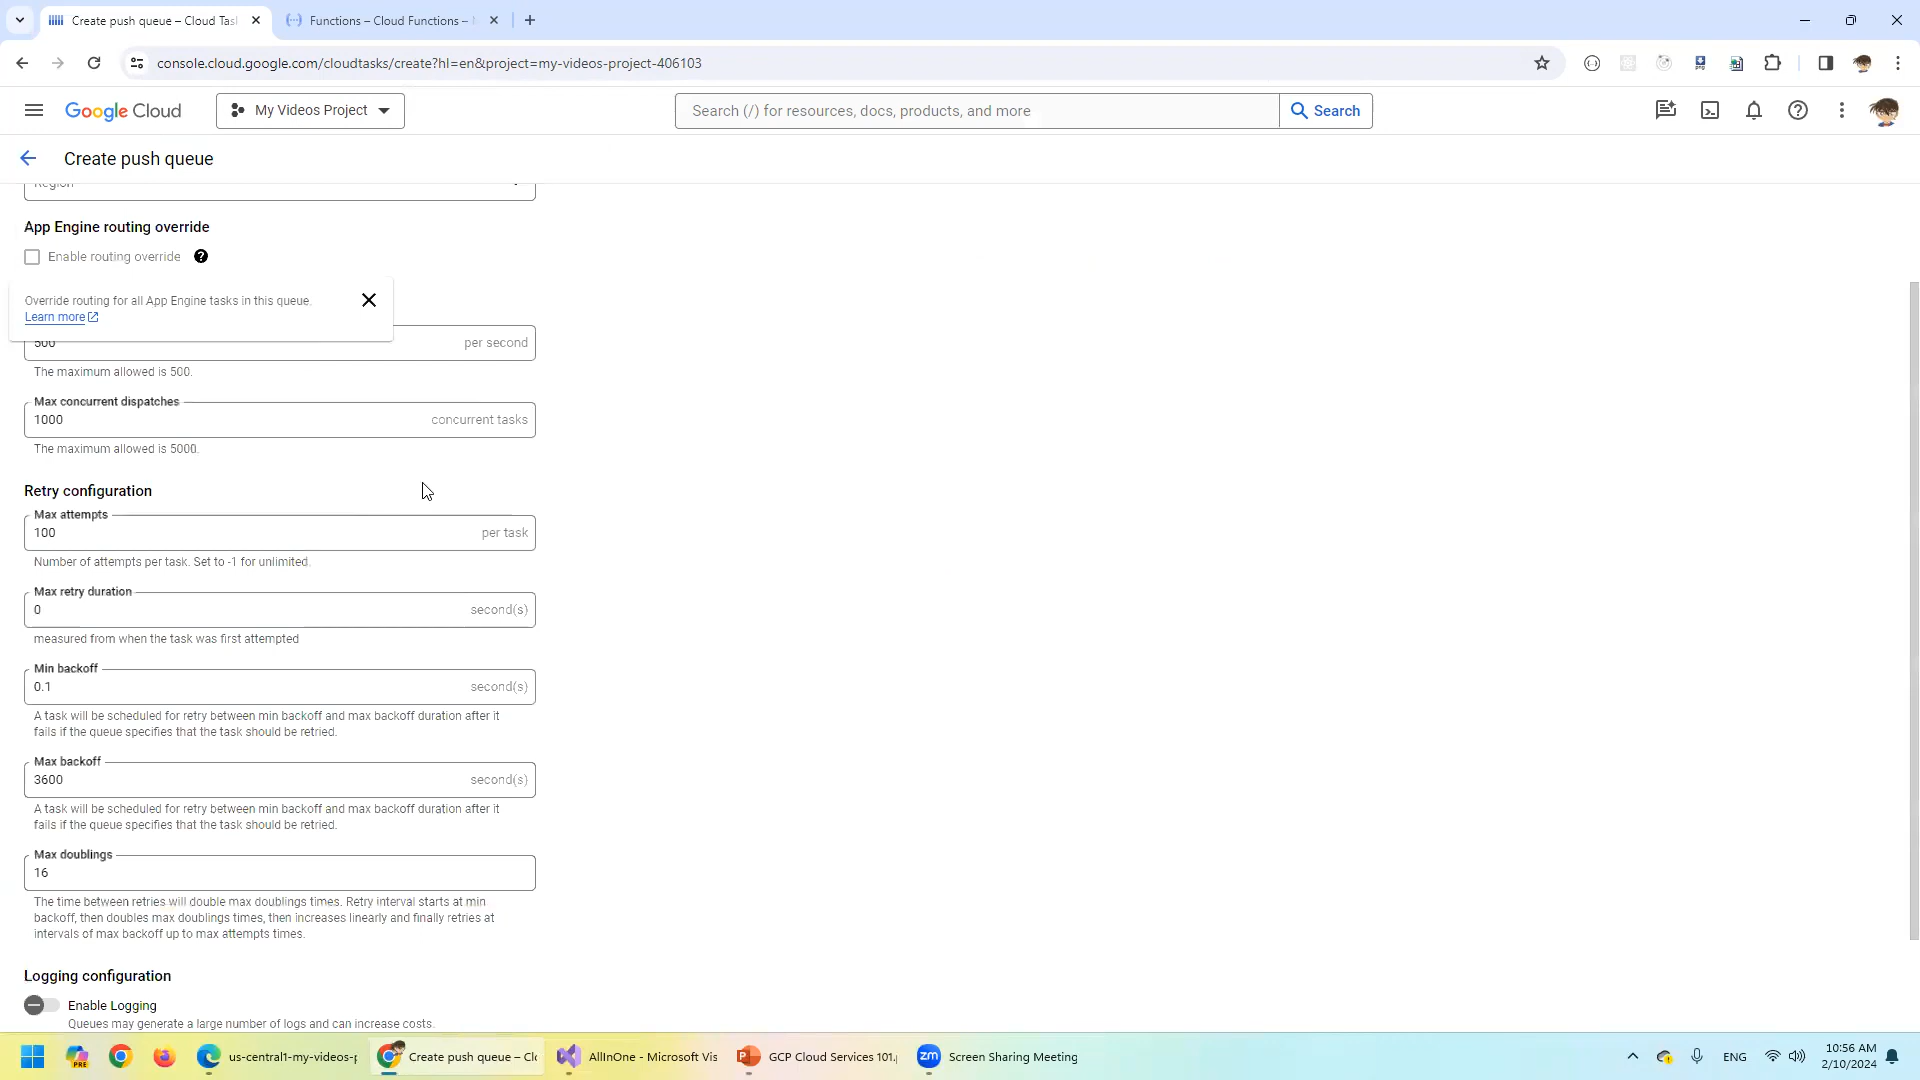 Create push queue – Cloud Tas
Functions – Cloud Functions –
console.cloud.google.com/cloudtasks/create?hl=en&project=my-videos-project-406103
Google Cloud
My Videos Project
Search (/) for resources, docs, products, and more
Search
Create push queue
Region
App Engine routing override
Enable routing override
Override routing for all App Engine tasks in this queue.
Learn more
500
per second
The maximum allowed is 500.
Max concurrent dispatches
1000
concurrent tasks
The maximum allowed is 5000.
Retry configuration
Max attempts
100
per task
Number of attempts per task. Set to -1 for unlimited.
Max retry duration
0
second(s)
measured from when the task was first attempted
Min backoff
0.1
second(s)
A task will be scheduled for retry between min backoff and max backoff duration after it
fails if the queue specifies that the task should be retried.
Max backoff
3600
second(s)
A task will be scheduled for retry between min backoff and max backoff duration after it
fails if the queue specifies that the task should be retried.
Max doublings
16
The time between retries will double max doublings times. Retry interval starts at min
backoff, then doubles max doublings times, then increases linearly and finally retries at
intervals of max backoff up to max attempts times.
Logging configuration
Enable Logging
Queues may generate a large number of logs and can increase costs.
PRE
us-central1-my-videos-p
Create push queue – Clo
AllInOne - Microsoft Vis
GCP Cloud Services 101.
zm
Screen Sharing Meeting
ENG
10:56 AM
2/10/2024